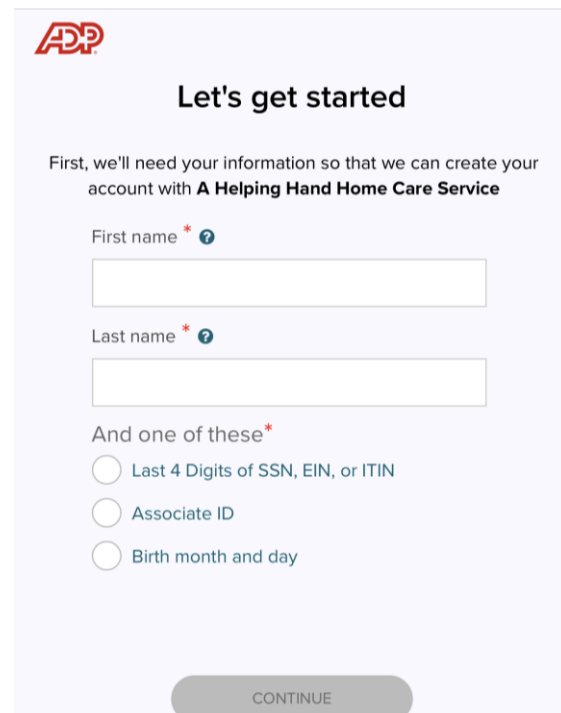 ADP
Let's get started
First, we'll need your information so that we can create your
account with A Helping Hand Home Care Service
First name *
Last name *
And one of these*
Last 4 Digits of SSN, EIN, or ITIN
Associate ID
Birth month and day
CONTINUE